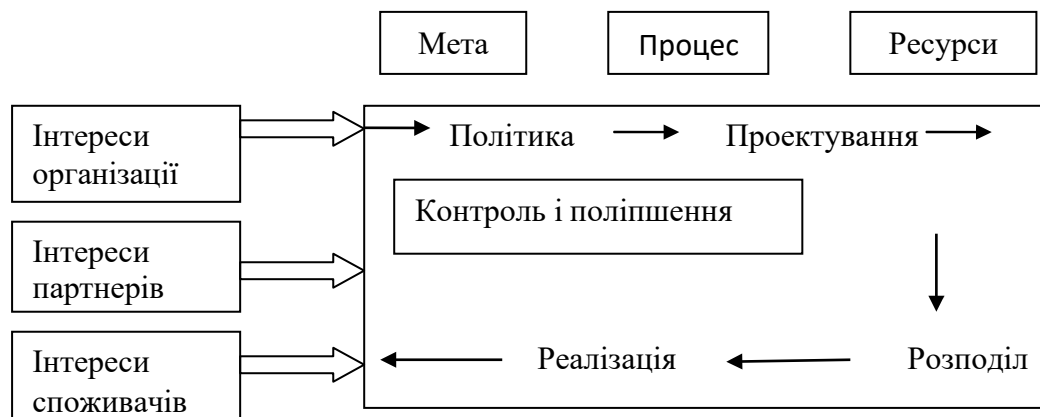 Мета
Процес
Ресурси
Інтереси
організації
Політика
Проектування
Контроль і поліпшення
Інтереси
партнерів
Інтереси
споживачів
Реалізація
Розподіл